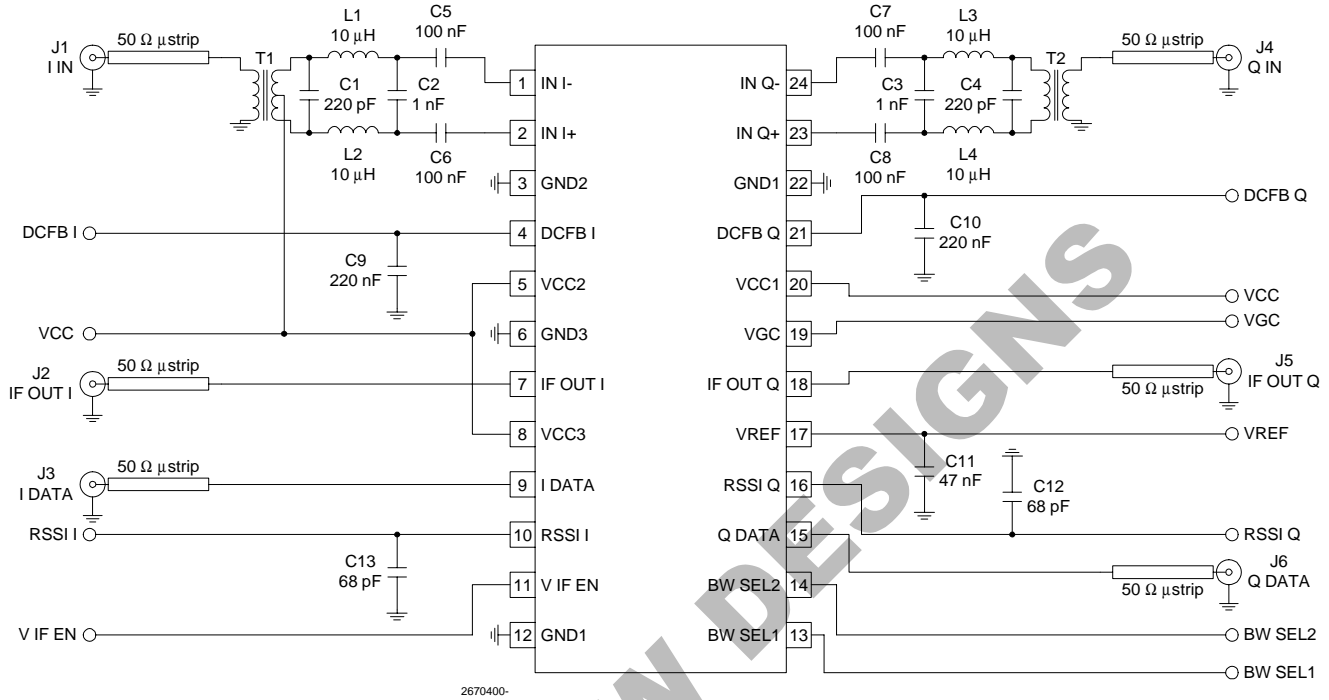 J1
I IN
50 Ω µstrip
T1
L1
10 µH
C5
100 nF
C1
220 pF
C2
1 nF
L2
10 µH
C6
100 nF
C7
100 nF
L3
10 µH
T2
50 Ω µstrip
J4
Q IN
C3
1 nF
C4
220 pF
C8
100 nF
L4
10 µH
1 IN I-
2 IN I+
3 GND2
4 DCFB I
5 VCC2
6 GND3
7 IF OUT I
8 VCC3
9 I DATA
10 RSSI I
11 V IF EN
12 GND1
IN Q- 24
IN Q+ 23
GND1 22
DCFB Q 21
VCC1 20
VGC 19
IF OUT Q 18
VREF 17
RSSI Q 16
Q DATA 15
BW SEL2 14
BW SEL1 13
DCFB I
C9
220 nF
VCC
J2
IF OUT I
50 Ω µstrip
J3
I DATA
50 Ω µstrip
RSSI I
C13
68 pF
V IF EN
DCFB Q
C10
220 nF
VCC
VGC
J5
IF OUT Q
50 Ω µstrip
VREF
C11
47 nF
C12
68 pF
RSSI Q
J6
Q DATA
50 Ω µstrip
BW SEL2
BW SEL1
2670400-
W DESIGNS